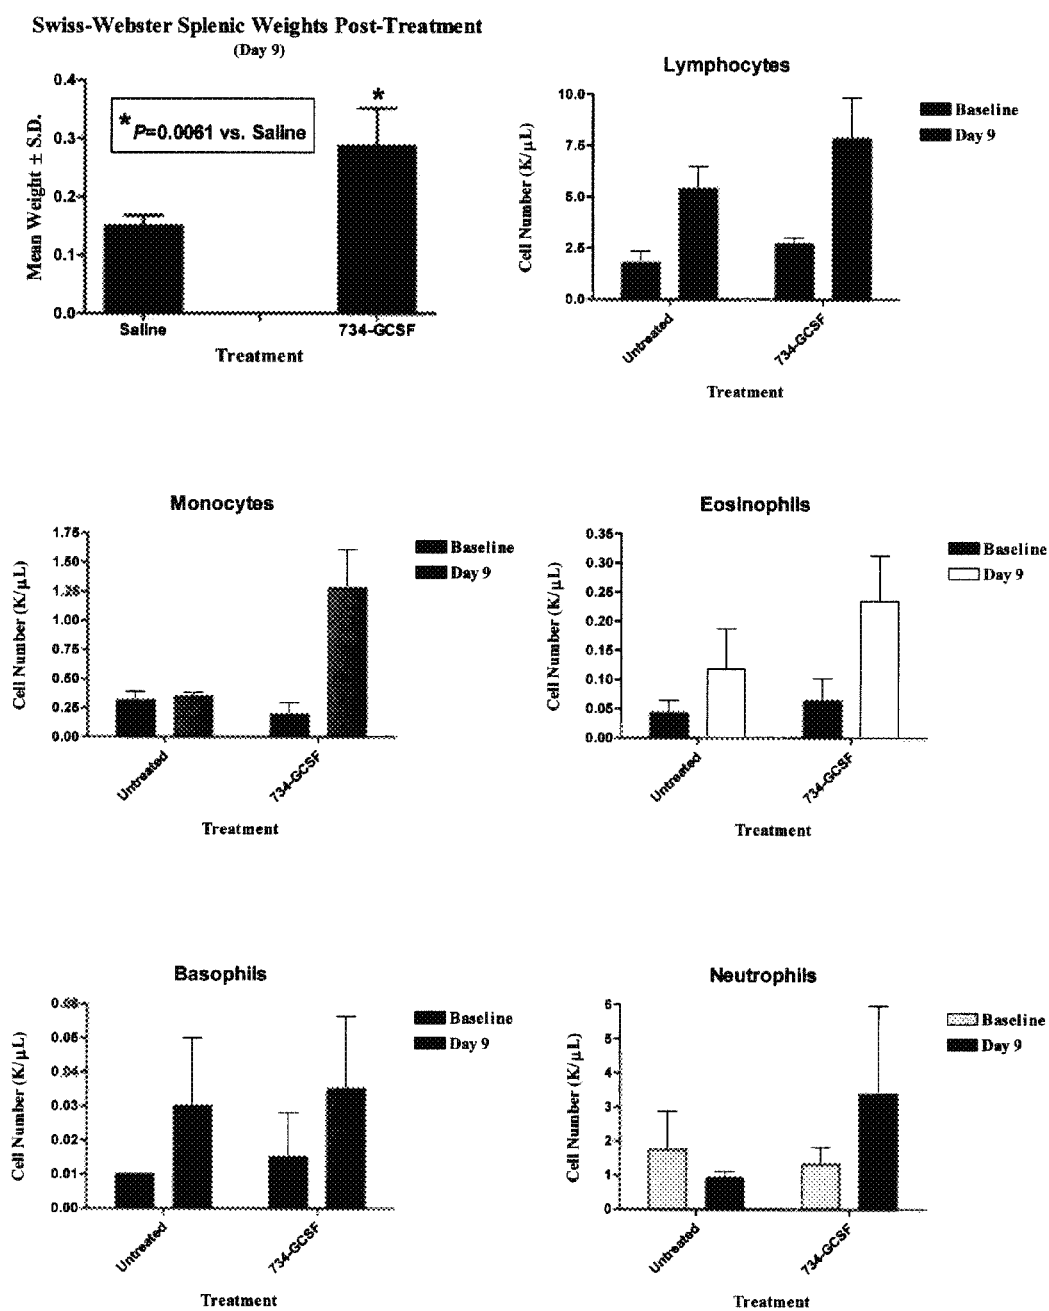 Swiss-Webster Splenic Weights Post-Treatment
(Day 9)
Mean Weight ± S.D.
0.4
0.3
0.2
0.1
0.0
* P=0.0061 vs. Saline
*
Saline
734-GCSF
Treatment
Lymphocytes
Cell Number (K/µL)
10.0
7.5
5.0
2.5
0.0
Baseline
Day 9
Untreated
734-GCSF
Treatment
Monocytes
Cell Number (K/µL)
1.75
1.50
1.25
1.00
0.75
0.50
0.25
0.00
Baseline
Day 9
Untreated
734-GCSF
Treatment
Eosinophils
Cell Number (K/µL)
0.35
0.30
0.25
0.20
0.15
0.10
0.05
0.00
Baseline
Day 9
Untreated
734-GCSF
Treatment
Basophils
Cell Number (K/µL)
0.05
0.04
0.03
0.02
0.01
0.00
Baseline
Day 9
Untreated
734-GCSF
Treatment
Neutrophils
Cell Number (K/µL)
6
5
4
3
2
1
0
Baseline
Day 9
Untreated
734-GCSF
Treatment